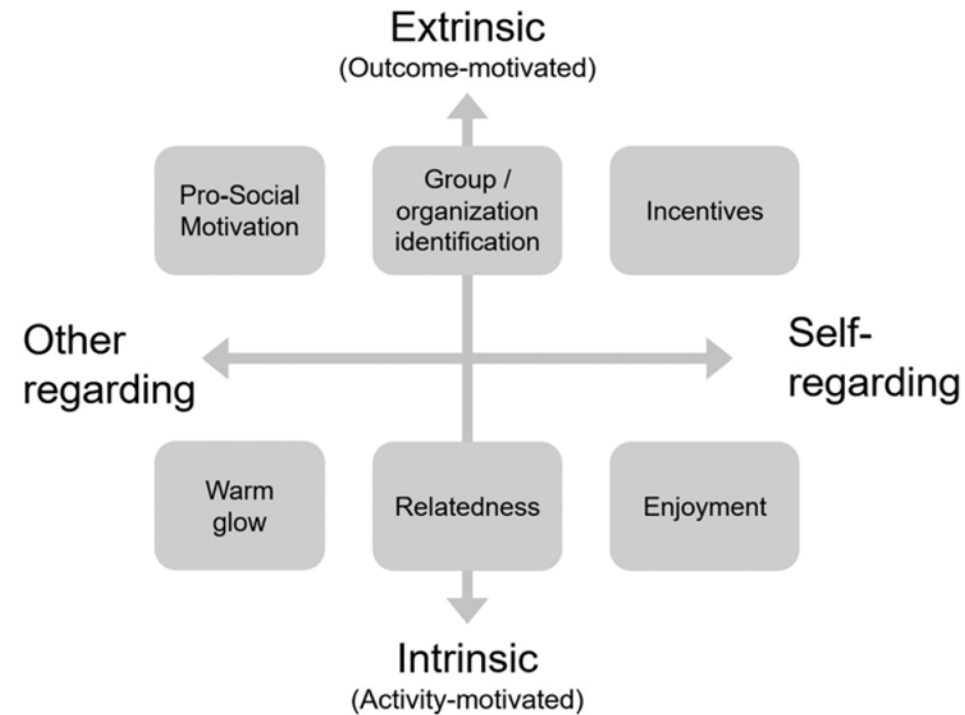 Extrinsic
(Outcome-motivated)
Pro-Social
Motivation
Group /
organization
identification
Incentives
Other
regarding
Self-
regarding
Warm
glow
Relatedness
Enjoyment
Intrinsic
(Activity-motivated)